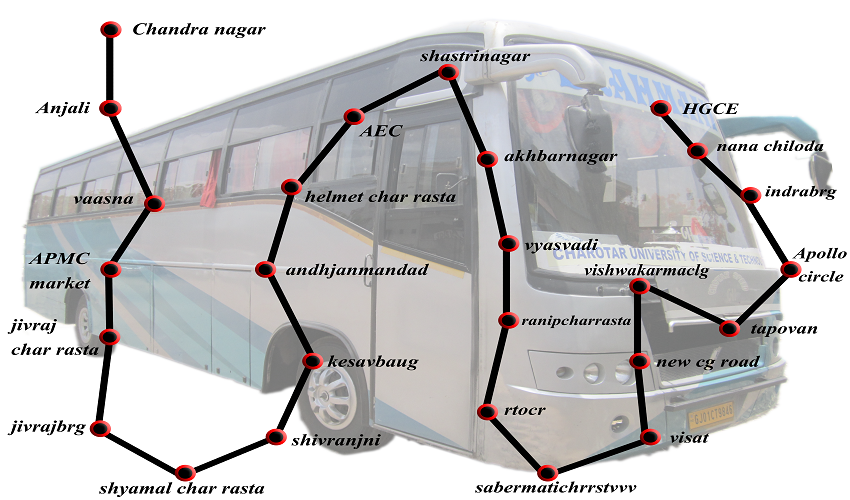 Chandra nagar
Anjali
vaasna
APMC
market
jivraj
char rasta
jivrajbrg
shyamal char rasta
shivranjni
kesavbaug
andhjanmandad
helmet char rasta
AEC
shastrinagar
akhbarnagar
vyasvadi
ranipcharrasta
rtocr
sabermatichrrstvvv
visat
new cg road
vishwakarmaclg
tapovan
Apollo
circle
indrabrg
nana chiloda
HGCE
CHAROTAR UNIVERSITY OF SCIENCE & TECHN